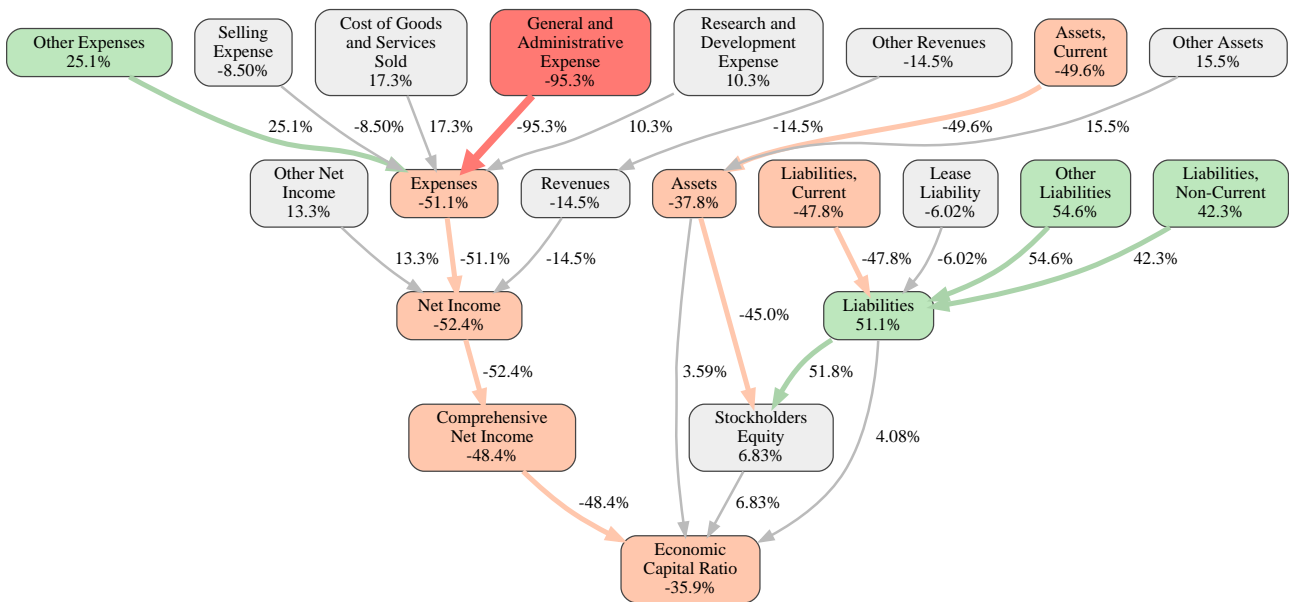 Other Expenses
25.1%
Selling
Expense
-8.50%
Cost of Goods
and Services
Sold
17.3%
General and
Administrative
Expense
-95.3%
Research and
Development
Expense
10.3%
Other Revenues
-14.5%
Assets,
Current
-49.6%
Other Assets
15.5%
25.1%
-8.50%
17.3%
-95.3%
10.3%
-14.5%
-49.6%
15.5%
Other Net
Income
13.3%
Expenses
-51.1%
Revenues
-14.5%
Assets
-37.8%
Liabilities,
Current
-47.8%
Lease
Liability
-6.02%
Other
Liabilities
54.6%
Liabilities,
Non-Current
42.3%
13.3%
-51.1%
-14.5%
-47.8%
-6.02%
54.6%
42.3%
Net Income
-52.4%
-45.0%
Liabilities
51.1%
-52.4%
3.59%
51.8%
Comprehensive
Net Income
-48.4%
Stockholders
Equity
6.83%
4.08%
-48.4%
6.83%
Economic
Capital Ratio
-35.9%